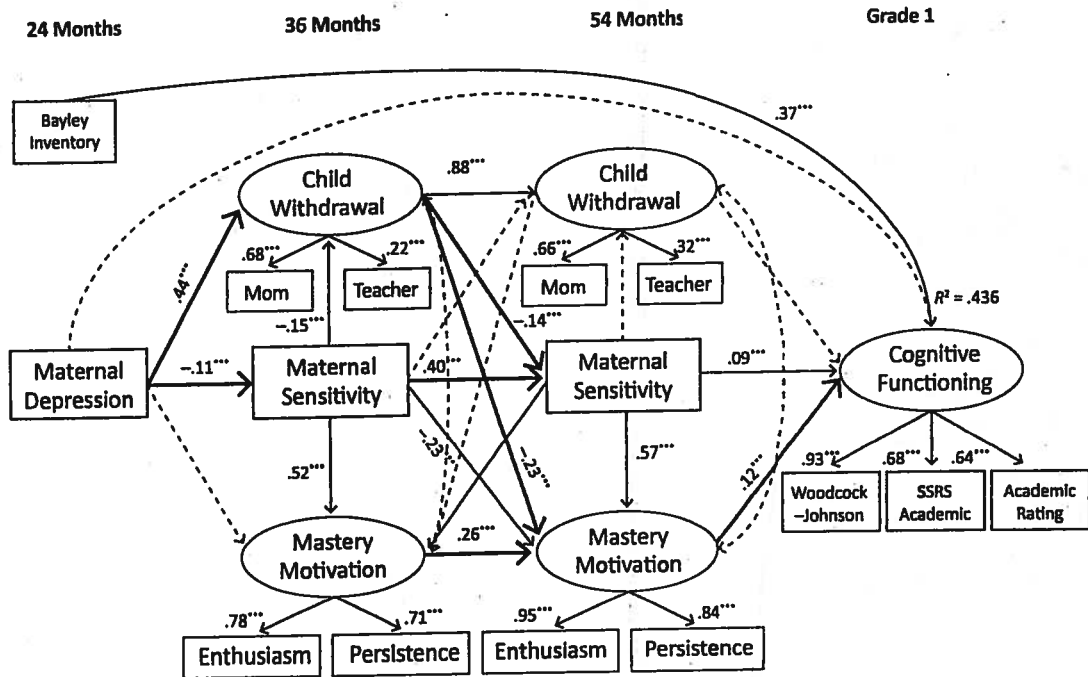 24 Months
36 Months
54 Months
Grade 1
Bayley
Inventory
.37***
Child
Withdrawal
.88***
Child
Withdrawal
.68***
.22***
.66***
.32***
Mom
Teacher
Mom
Teacher
R² = .436
.44***
–.15***
–.14***
Maternal
Depression
–.11***
Maternal
Sensitivity
.40***
Maternal
Sensitivity
.09***
Cognitive
Functioning
.52***
–.23***
–.23***
.57***
.12***
.93***
.68***
.64***
Woodcock
–Johnson
SSRS
Academic
Academic
Rating
Mastery
Motivation
.26***
Mastery
Motivation
.78***
.71***
.95***
.84***
Enthusiasm
Persistence
Enthusiasm
Persistence